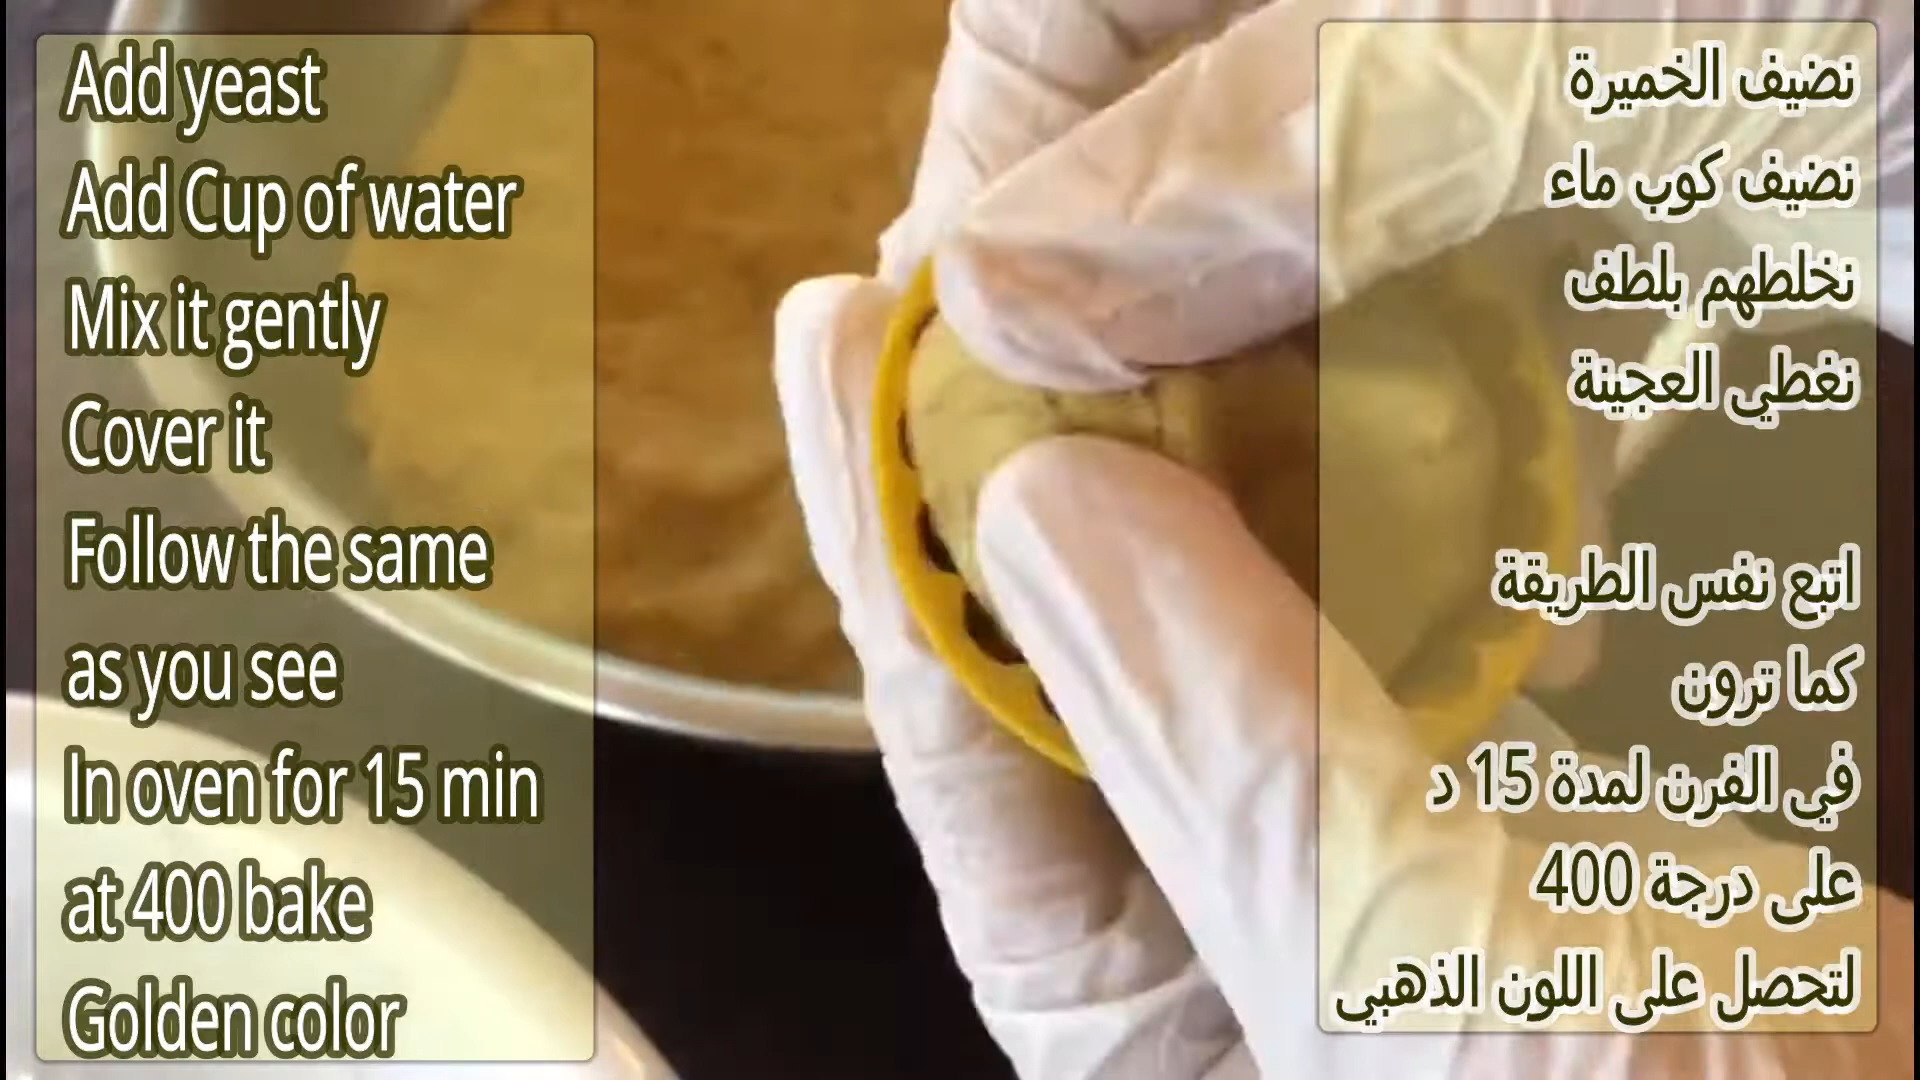 Add yeast
Add Cup of water
Mix it gently
Cover it
Follow the same
as you see
In oven for 15 min
at 400 bake
Golden color
نضيف الخميرة
نضيف كوب ماء
نخلطهم بلطف
نغطي العجينة
اتبع نفس الطريقة
كما ترون
في الفرن لمدة 15 د
على درجة 400
لتحصل على اللون الذهبي